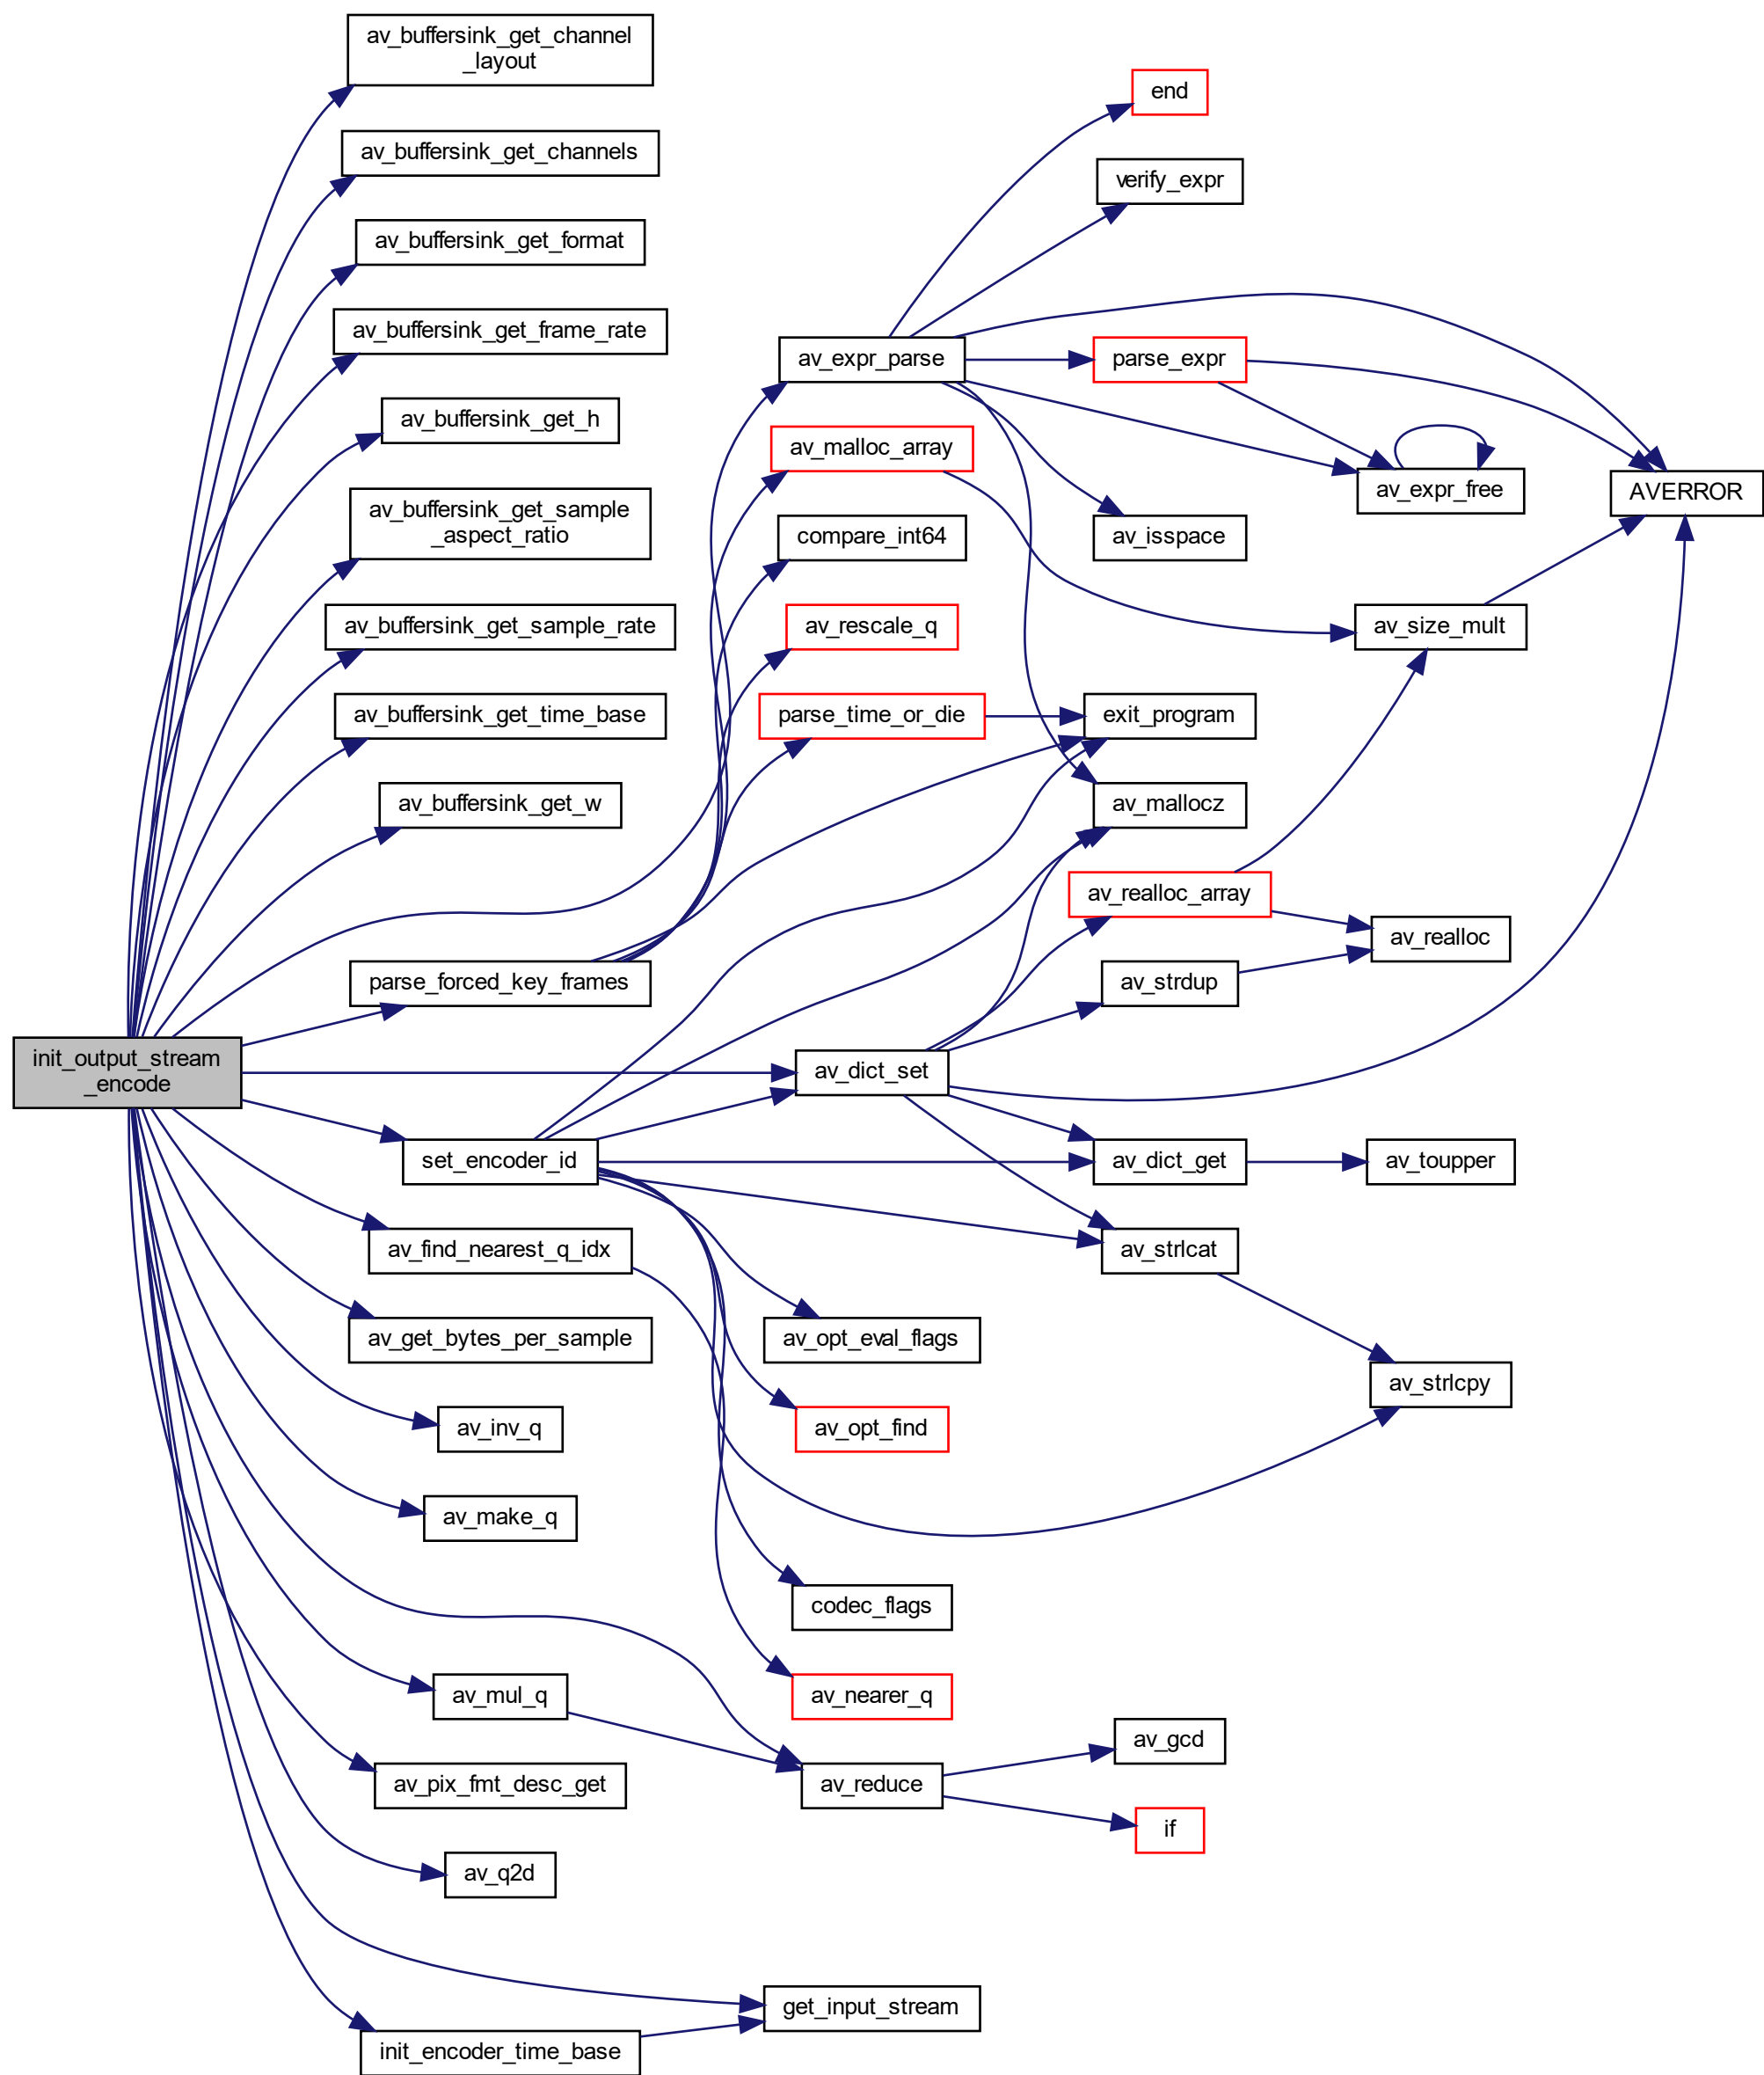 av_buffersink_get_channel
_layout
av_buffersink_get_channels
av_buffersink_get_format
av_buffersink_get_frame_rate
av_buffersink_get_h
av_buffersink_get_sample
_aspect_ratio
av_buffersink_get_sample_rate
av_buffersink_get_time_base
av_buffersink_get_w
parse_forced_key_frames
init_output_stream
_encode
set_encoder_id
av_find_nearest_q_idx
av_get_bytes_per_sample
av_inv_q
av_make_q
av_mul_q
av_pix_fmt_desc_get
av_q2d
init_encoder_time_base
av_expr_parse
av_malloc_array
compare_int64
av_rescale_q
parse_time_or_die
av_dict_set
av_opt_eval_flags
av_opt_find
codec_flags
av_nearer_q
av_reduce
get_input_stream
end
verify_expr
parse_expr
av_isspace
exit_program
av_mallocz
av_realloc_array
av_strdup
av_dict_get
av_strlcat
av_gcd
if
av_expr_free
av_size_mult
av_realloc
av_toupper
av_strlcpy
AVERROR